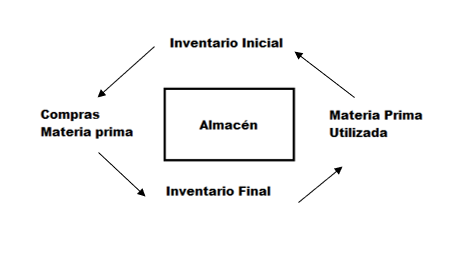 Inventario Inicial
Compras
Materia prima
Almacén
Materia Prima
Utilizada
Inventario Final